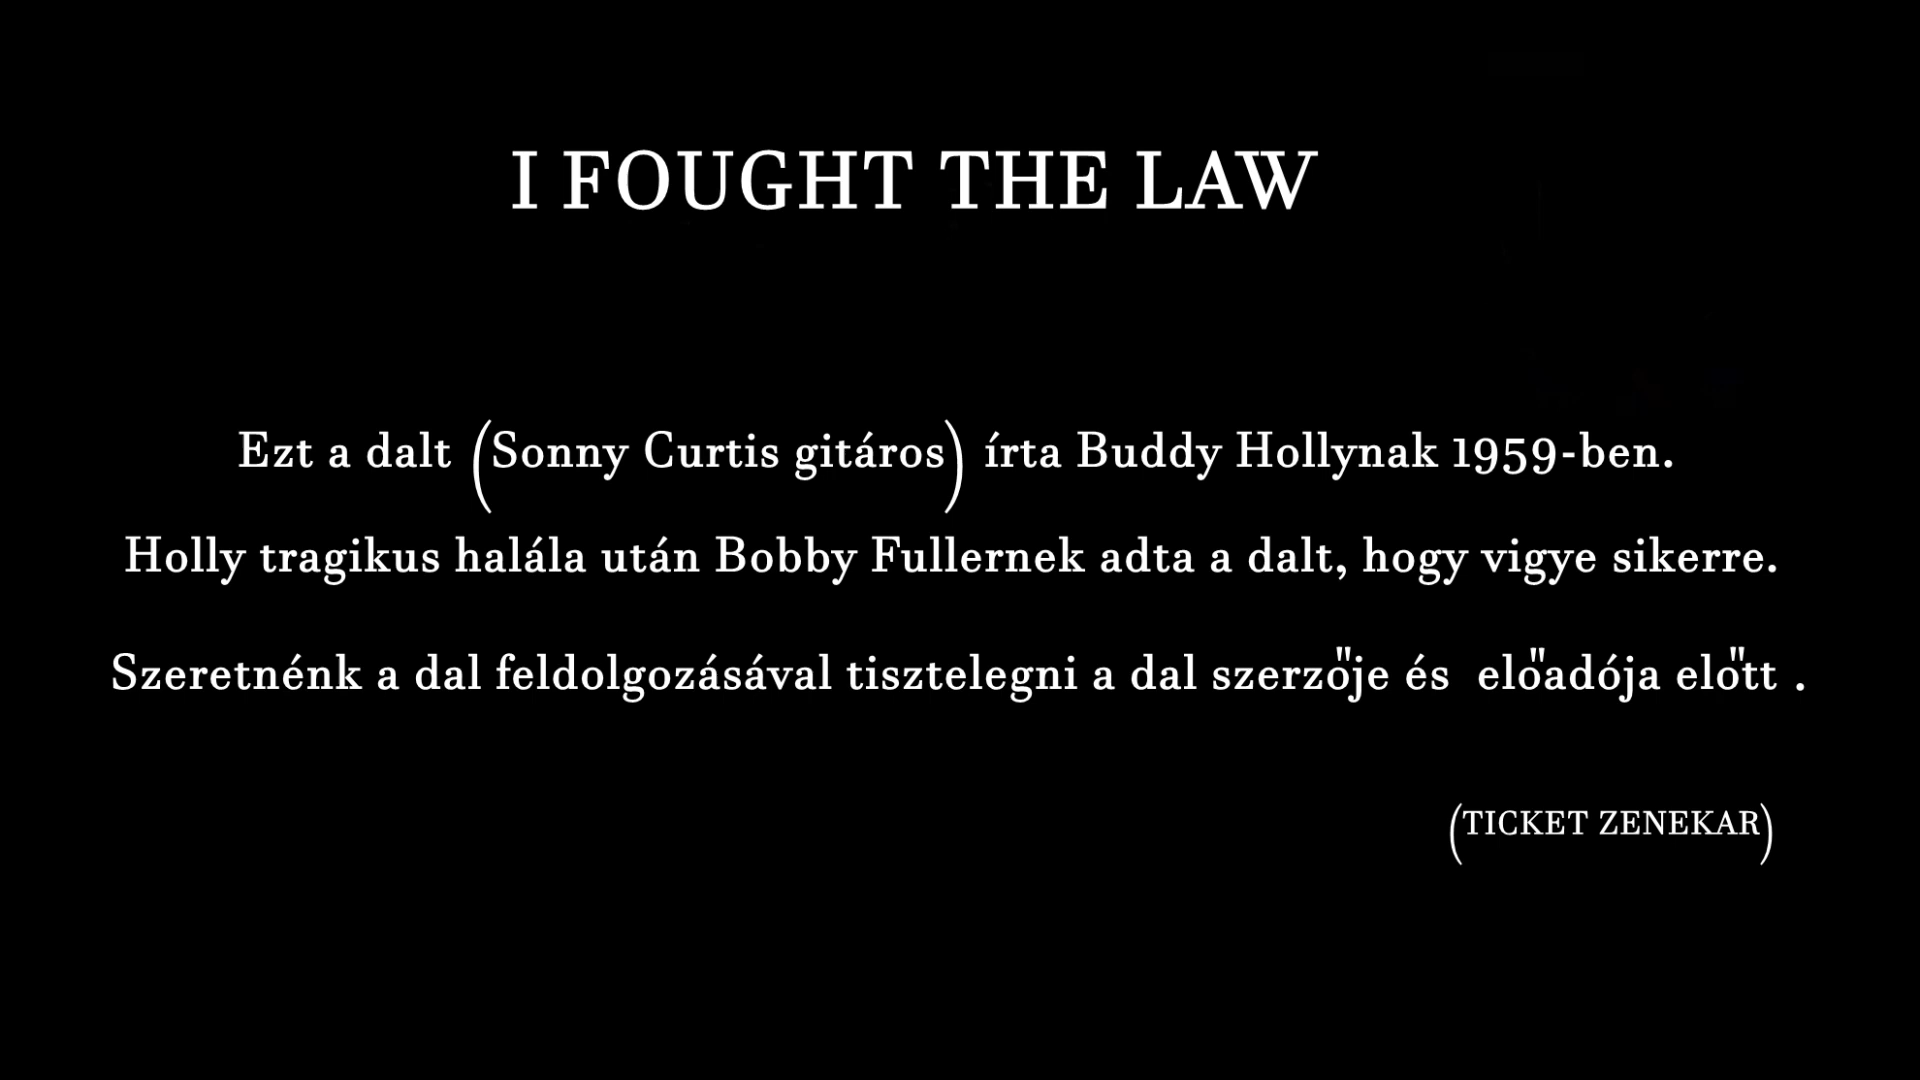 I FOUGHT THE LAW
Ezt a dalt (Sonny Curtis gitáros) írta Buddy Hollynak 1959-ben.
Holly tragikus halála után Bobby Fullernek adta a dalt, hogy vigye sikerre.
Szeretnénk a dal feldolgozásával tisztelegni a dal szerzője és előadója előtt .
(TICKET ZENEKAR)